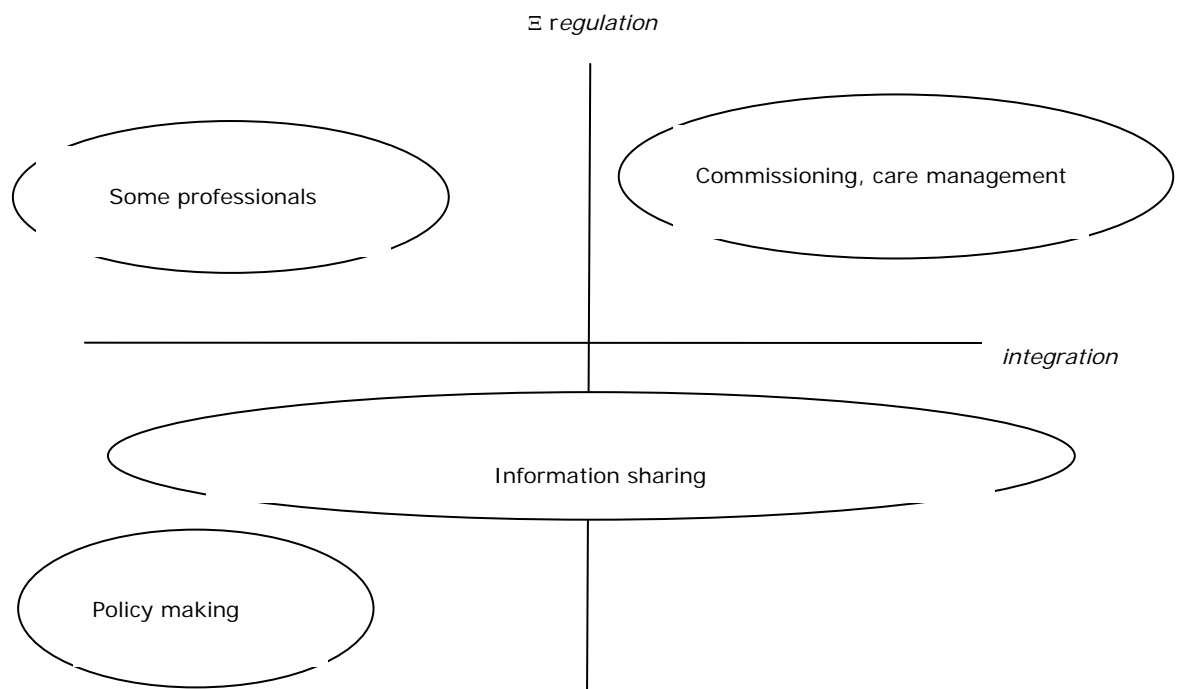 Ξ regulation
Commissioning, care management
Some professionals
integration
Information sharing
Policy making